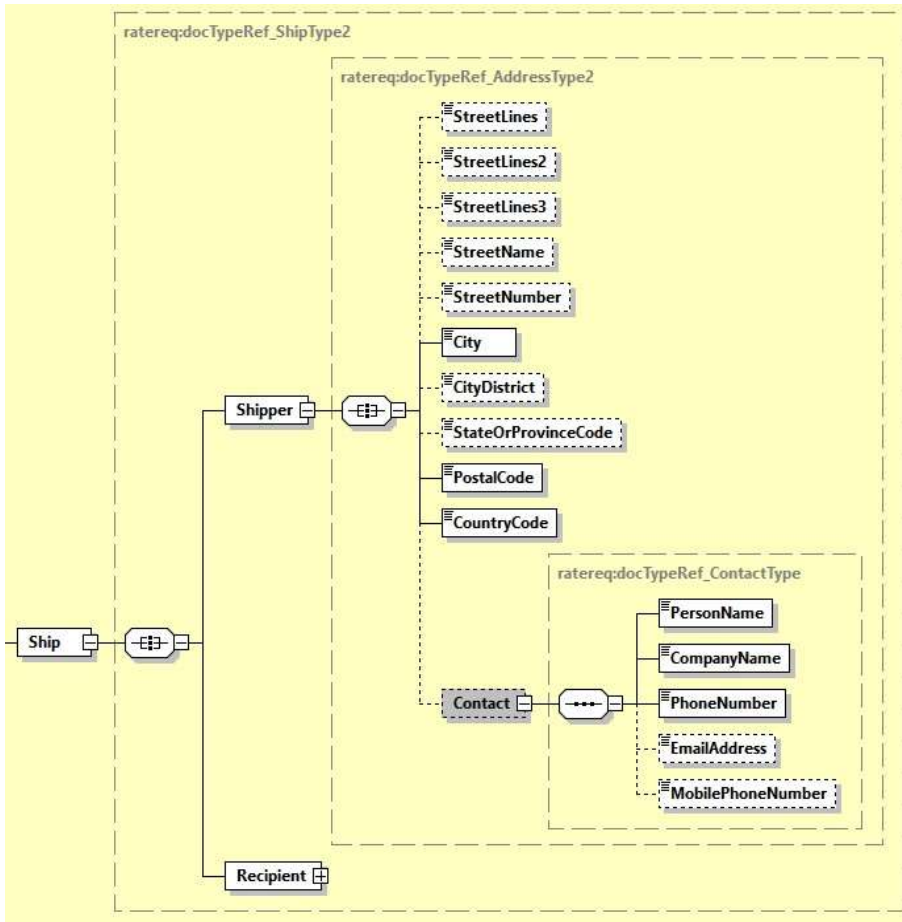 ratereq:docTypeRef_ShipType2
ratereq:docTypeRef_AddressType2
StreetLines
StreetLines2
StreetLines3
StreetName
StreetNumber
City
CityDistrict
Shipper
StateOrProvinceCode
PostalCode
CountryCode
ratereq:docTypeRef_ContactType
PersonName
Ship
CompanyName
Contact
PhoneNumber
EmailAddress
MobilePhoneNumber
Recipient